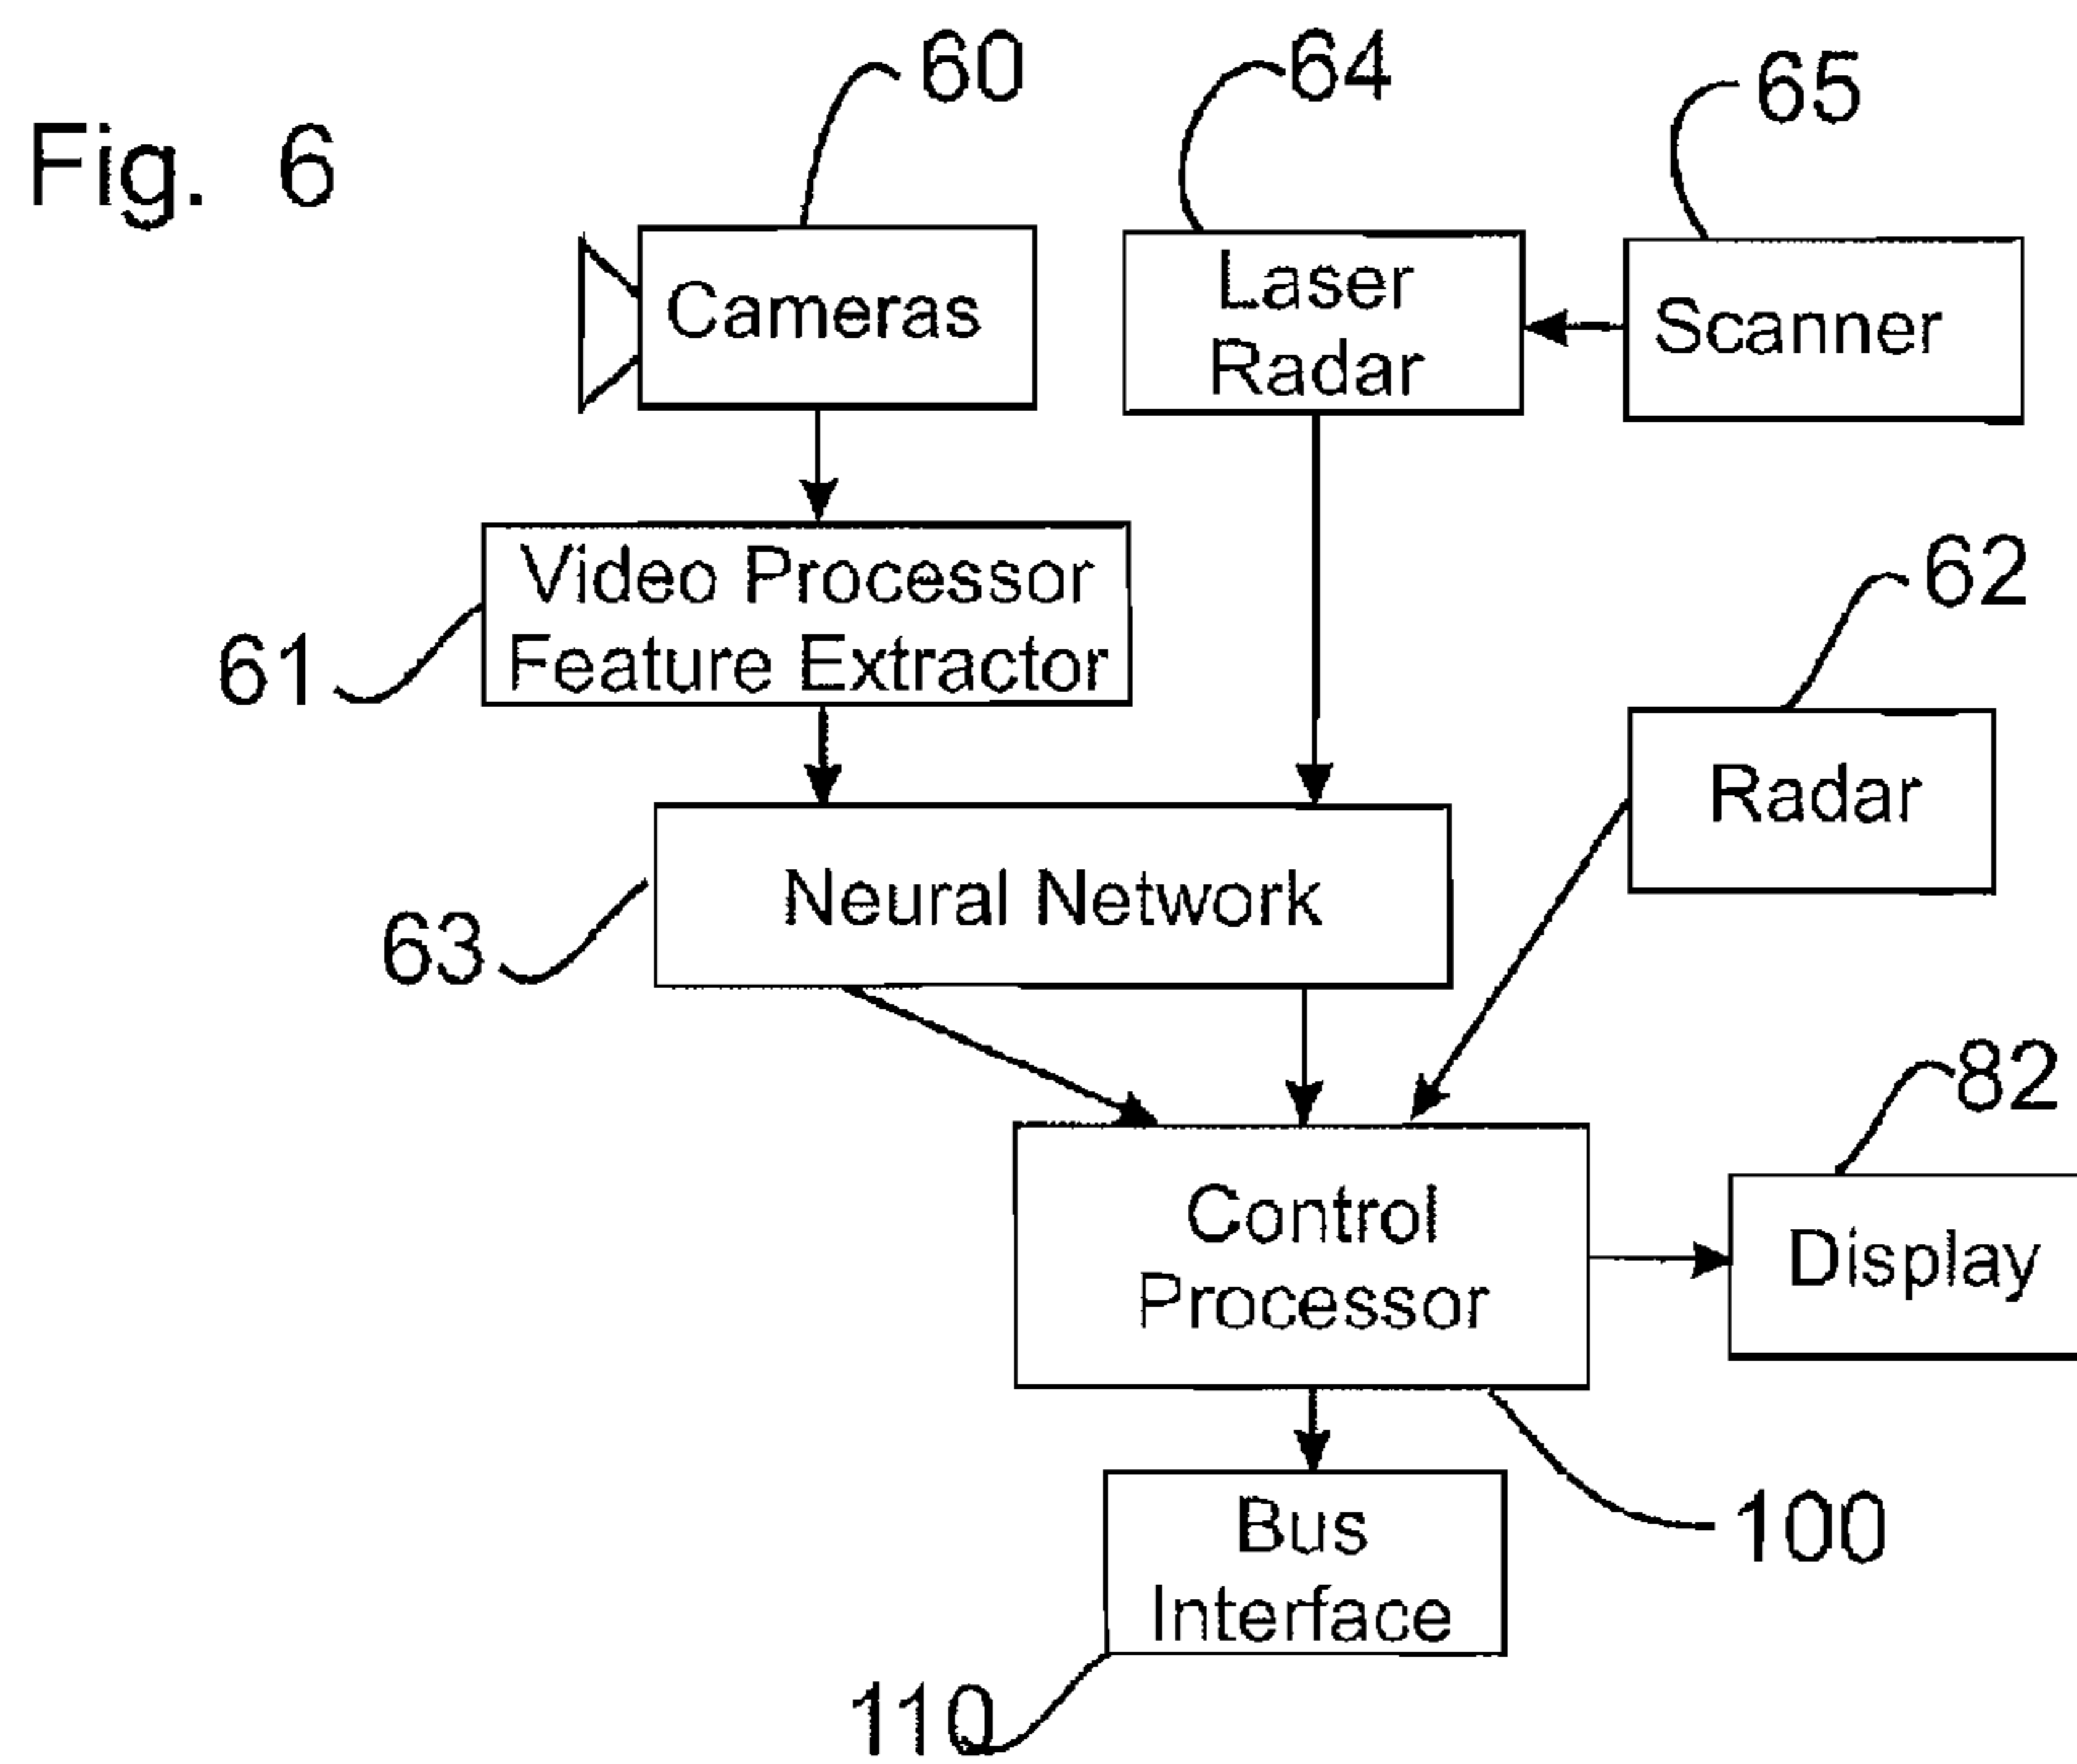 Fig. 6
60
64
65
Cameras
Laser
Radar
Scanner
Video Processor
Feature Extractor
61
62
Radar
Neural Network
63
82
Control
Processor
Display
100
Bus
Interface
110